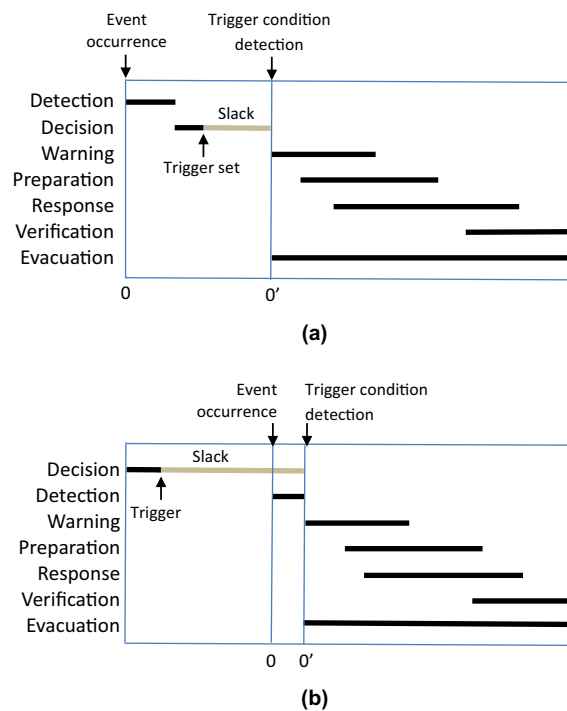 Event
occurrence
Trigger condition
detection
Detection
Decision
Slack
Warning
Trigger set
Preparation
Response
Verification
Evacuation
0
0'
(a)
Event
occurrence
Trigger condition
detection
Decision
Slack
Detection
Trigger
Warning
Preparation
Response
Verification
Evacuation
0
0'
(b)